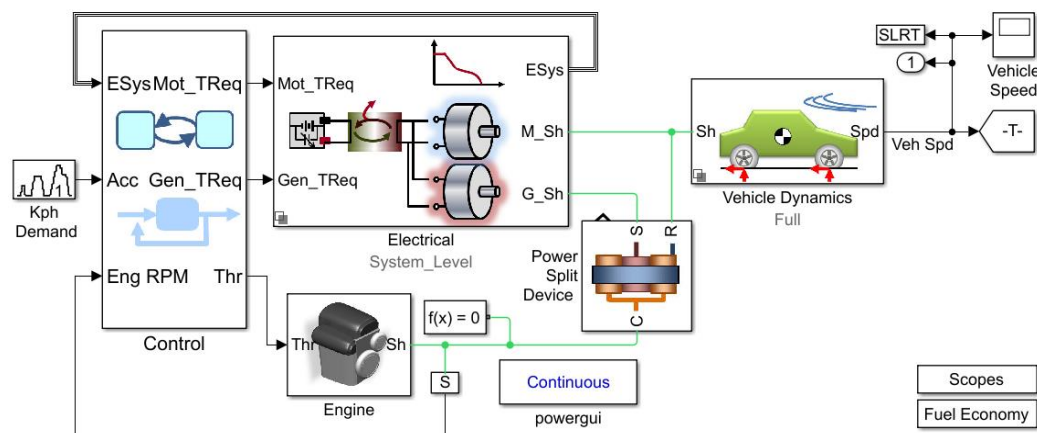 SLRT
1
Vehicle
Speed
ESys
Mot_TReq
Mot_TReq
ESys
M_Sh
Sh
Spd
Veh Spd
-T-
Acc
Gen_TReq
Gen_TReq
G_Sh
Kph
Demand
Vehicle Dynamics
Full
Electrical
System_Level
S
R
Power
Split
Device
C
Eng RPM
Thr
Control
f(x) = 0
Thr
Sh
Engine
S
Continuous
powergui
Scopes
Fuel Economy